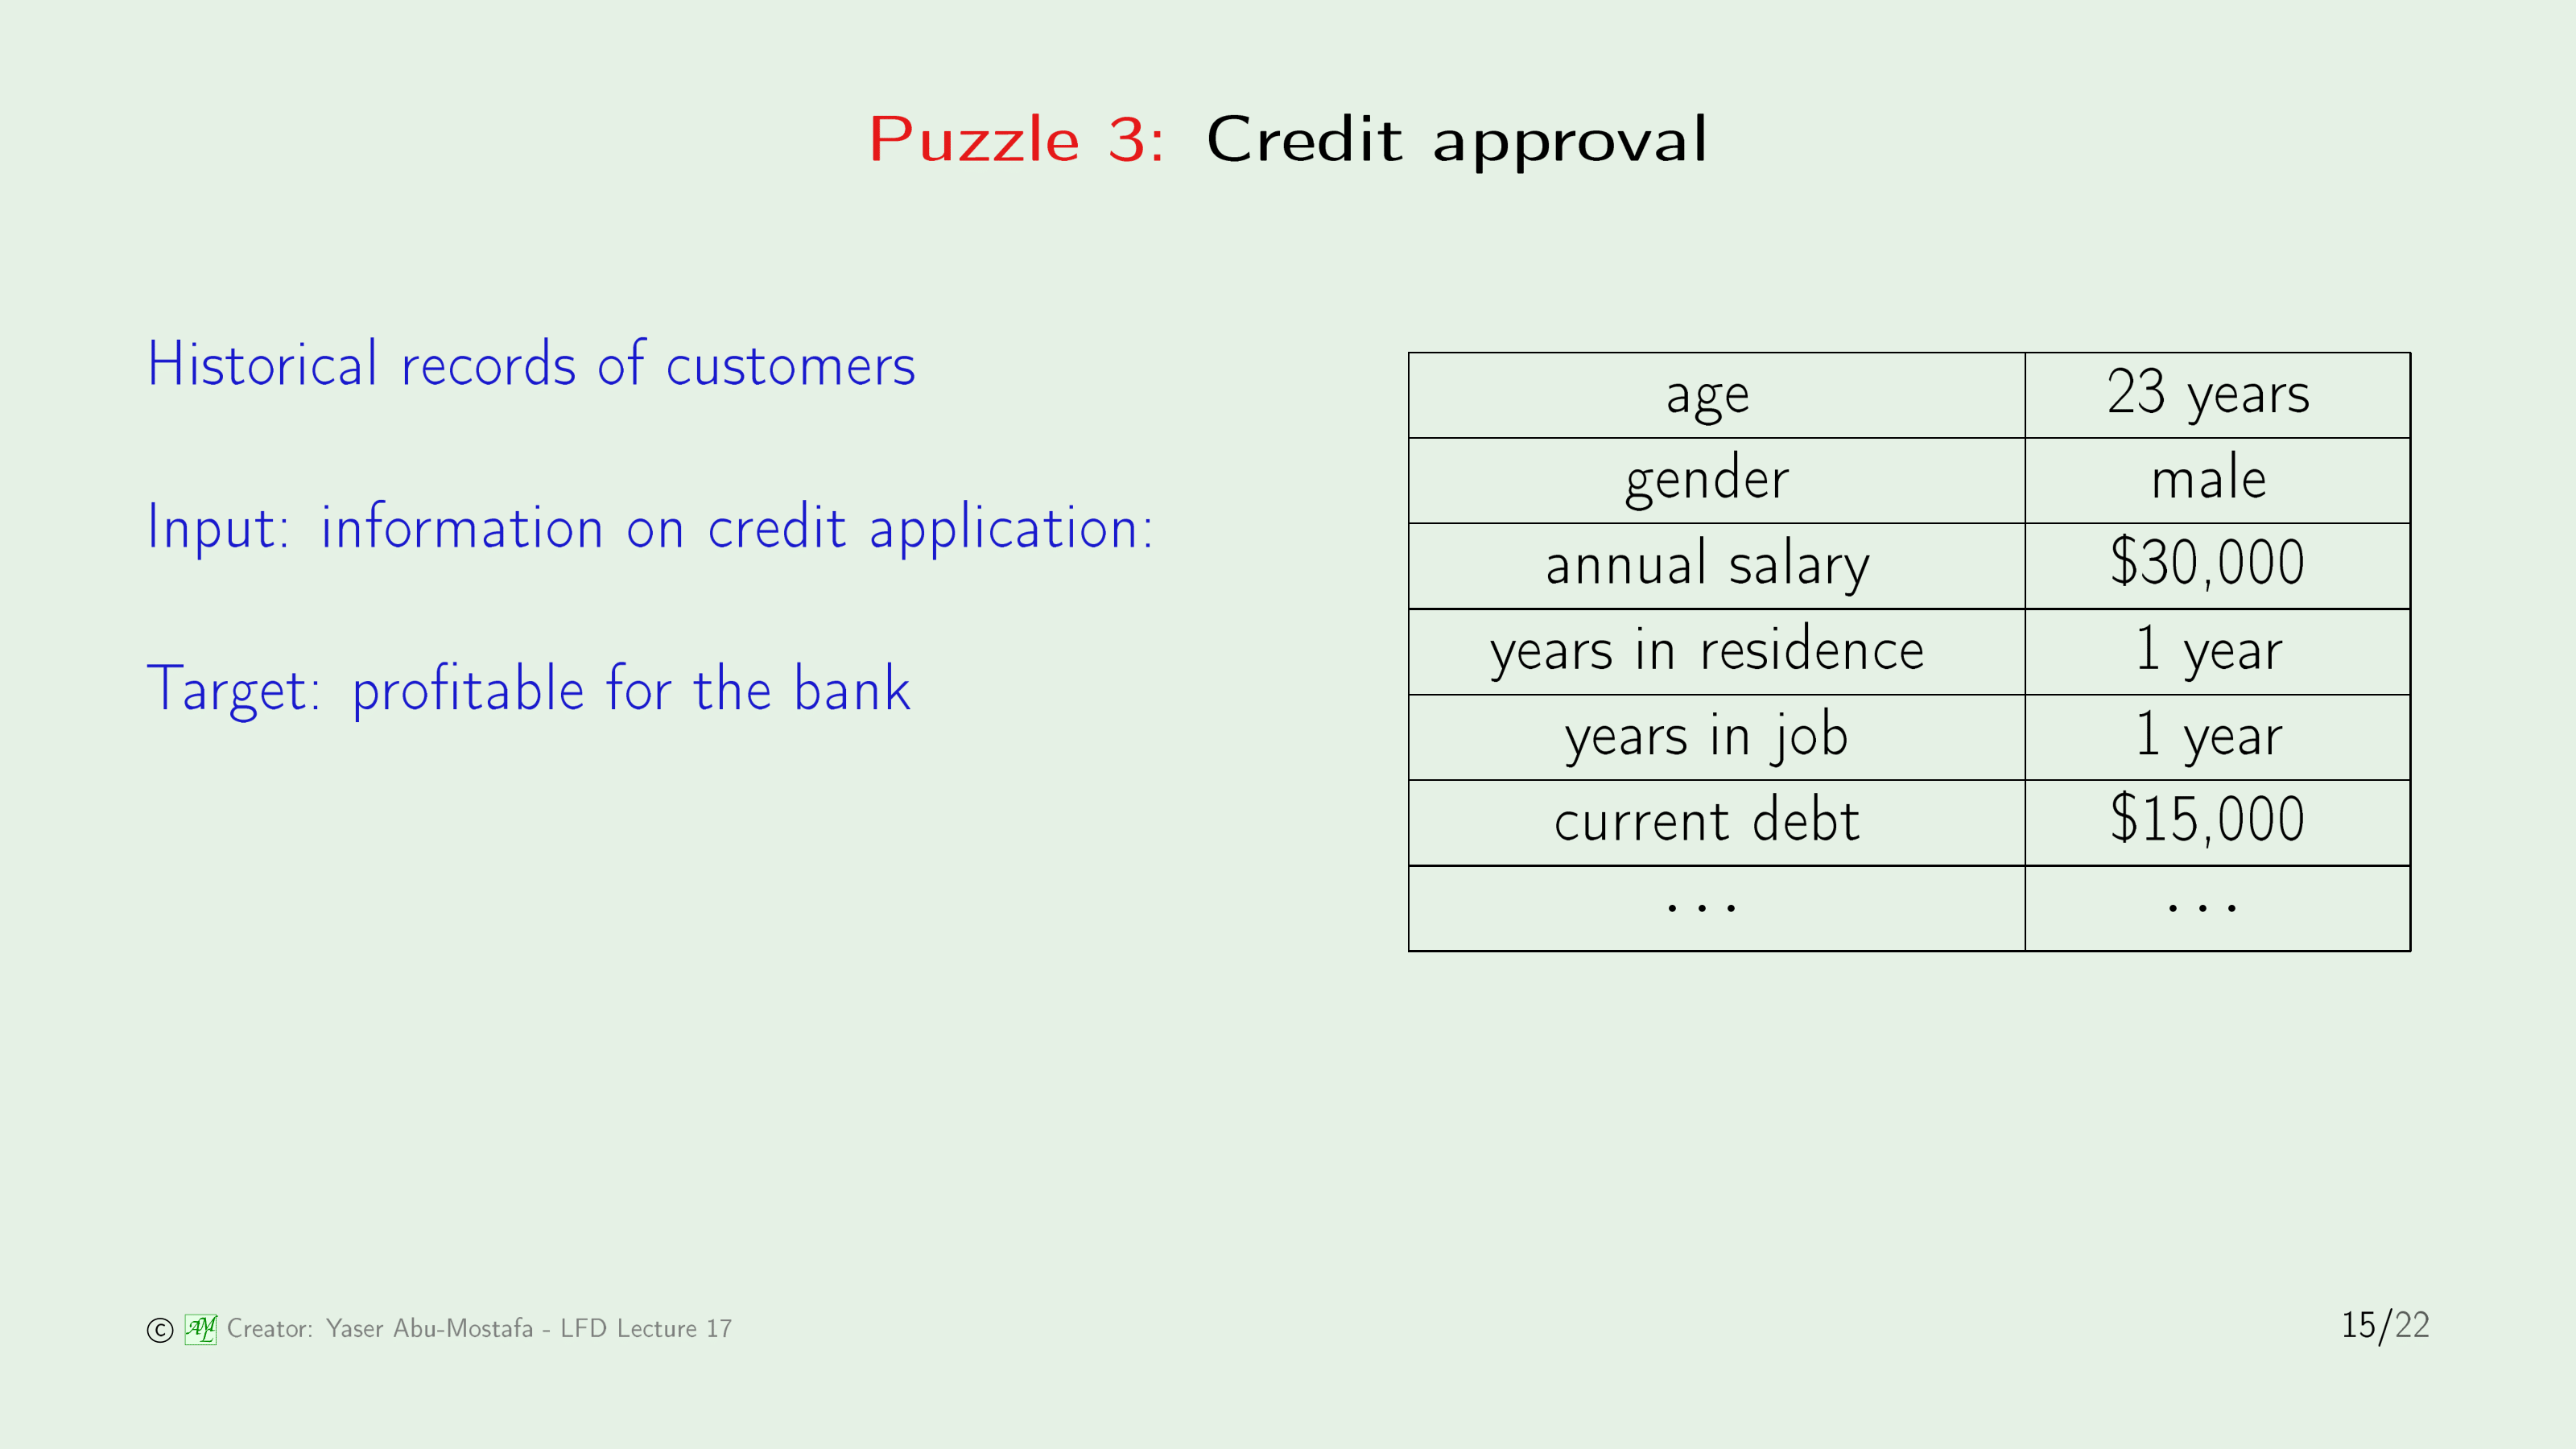 Puzzle 3: Credit approval
Historical records of customers
Input: information on credit application:
Target: profitable for the bank
age 23 years
gender male
annual salary $30,000
years in residence 1 year
years in job 1 year
current debt $15,000
... ...
© AML Creator: Yaser Abu-Mostafa - LFD Lecture 17
15/22